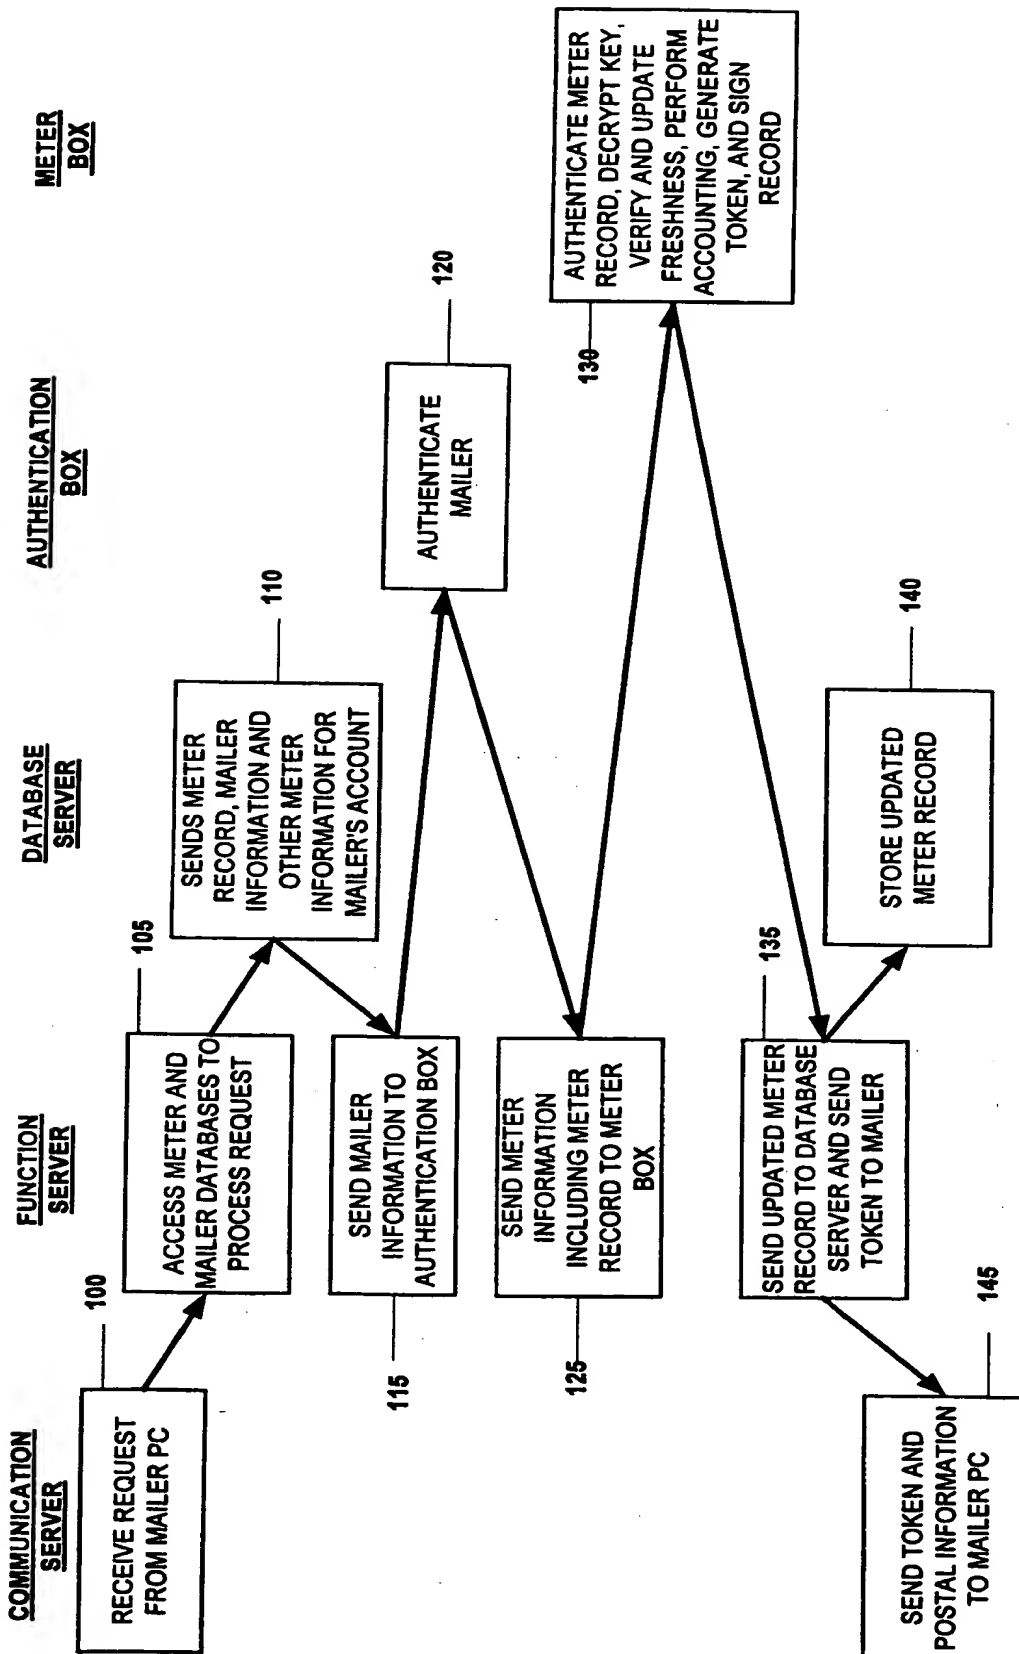 COMMUNICATION
SERVER
FUNCTION
SERVER
DATABASE
SERVER
AUTHENTICATION
BOX
METER
BOX
100
RECEIVE REQUEST
FROM MAILER PC
105
ACCESS METER AND
MAILER DATABASES TO
PROCESS REQUEST
110
SENDS METER
RECORD, MAILER
INFORMATION AND
OTHER METER
INFORMATION FOR
MAILER'S ACCOUNT
115
SEND MAILER
INFORMATION TO
AUTHENTICATION BOX
120
AUTHENTICATE
MAILER
125
SEND METER
INFORMATION
INCLUDING METER
RECORD TO METER
BOX
130
AUTHENTICATE METER
RECORD, DECRYPT KEY,
VERIFY AND UPDATE
FRESHNESS, PERFORM
ACCOUNTING, GENERATE
TOKEN, AND SIGN
RECORD
135
SEND UPDATED METER
RECORD TO DATABASE
SERVER AND SEND
TOKEN TO MAILER
140
STORE UPDATED
METER RECORD
145
SEND TOKEN AND
POSTAL INFORMATION
TO MAILER PC